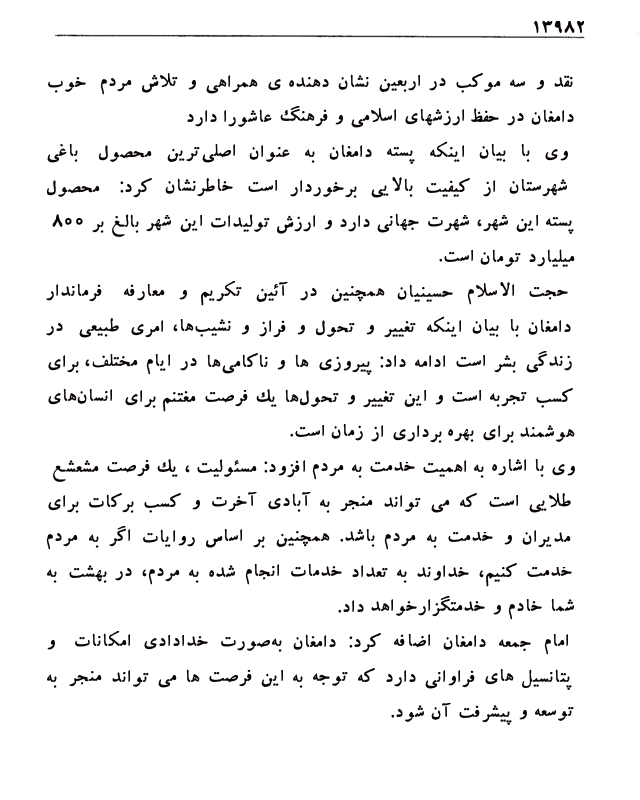 ۱۳۹۸۲
نقد و سه موکب در اربعین نشان دهنده ی همراهی و تلاش مردم خوب
دامغان در حفظ ارزشهای اسلامی و فرهنگ عاشورا دارد
وی با بیان اینکه پسته دامغان به عنوان اصلی‌ترین محصول باغی
شهرستان از کیفیت بالایی برخوردار است خاطرنشان کرد: محصول
پسته این شهر، شهرت جهانی دارد و ارزش تولیدات این شهر بالغ بر ۸۰۰
میلیارد تومان است.
حجت الاسلام حسینیان همچنین در آئین تکریم و معارفه فرماندار
دامغان با بیان اینکه تغییر و تحول و فراز و نشیب‌ها، امری طبیعی در
زندگی بشر است ادامه داد: پیروزی ها و ناکامی‌ها در ایام مختلف، برای
کسب تجربه است و این تغییر و تحول‌ها یك فرصت مغتنم برای انسان‌های
هوشمند برای بهره برداری از زمان است.
وی با اشاره به اهمیت خدمت به مردم افزود: مسئولیت ، یك فرصت مشعشع
طلایی است که می تواند منجر به آبادی آخرت و کسب برکات برای
مدیران و خدمت به مردم باشد. همچنین بر اساس روایات اگر به مردم
خدمت کنیم، خداوند به تعداد خدمات انجام شده به مردم، در بهشت به
شما خادم و خدمتگزارخواهد داد.
امام جمعه دامغان اضافه کرد: دامغان به‌صورت خدادادی امکانات و
پتانسیل های فراوانی دارد که توجه به این فرصت ها می تواند منجر به
توسعه و پیشرفت آن شود.